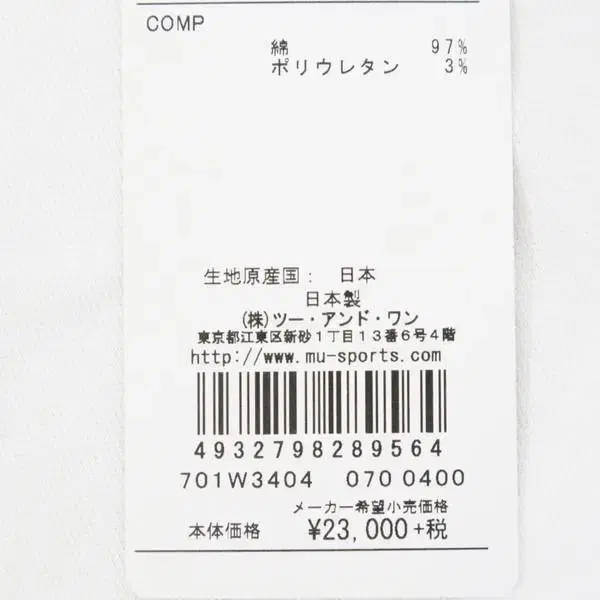 COMP
綿 97%
ポリウレタン 3%
生地原産国： 日本
日本製
(株)ツー・アンド・ワン
東京都江東区新砂１丁目１３番６号４階
http://www.mu-sports.com
4932798289564
701W3404 070 0400
メーカー希望小売価格
本体価格 ¥23,000+税